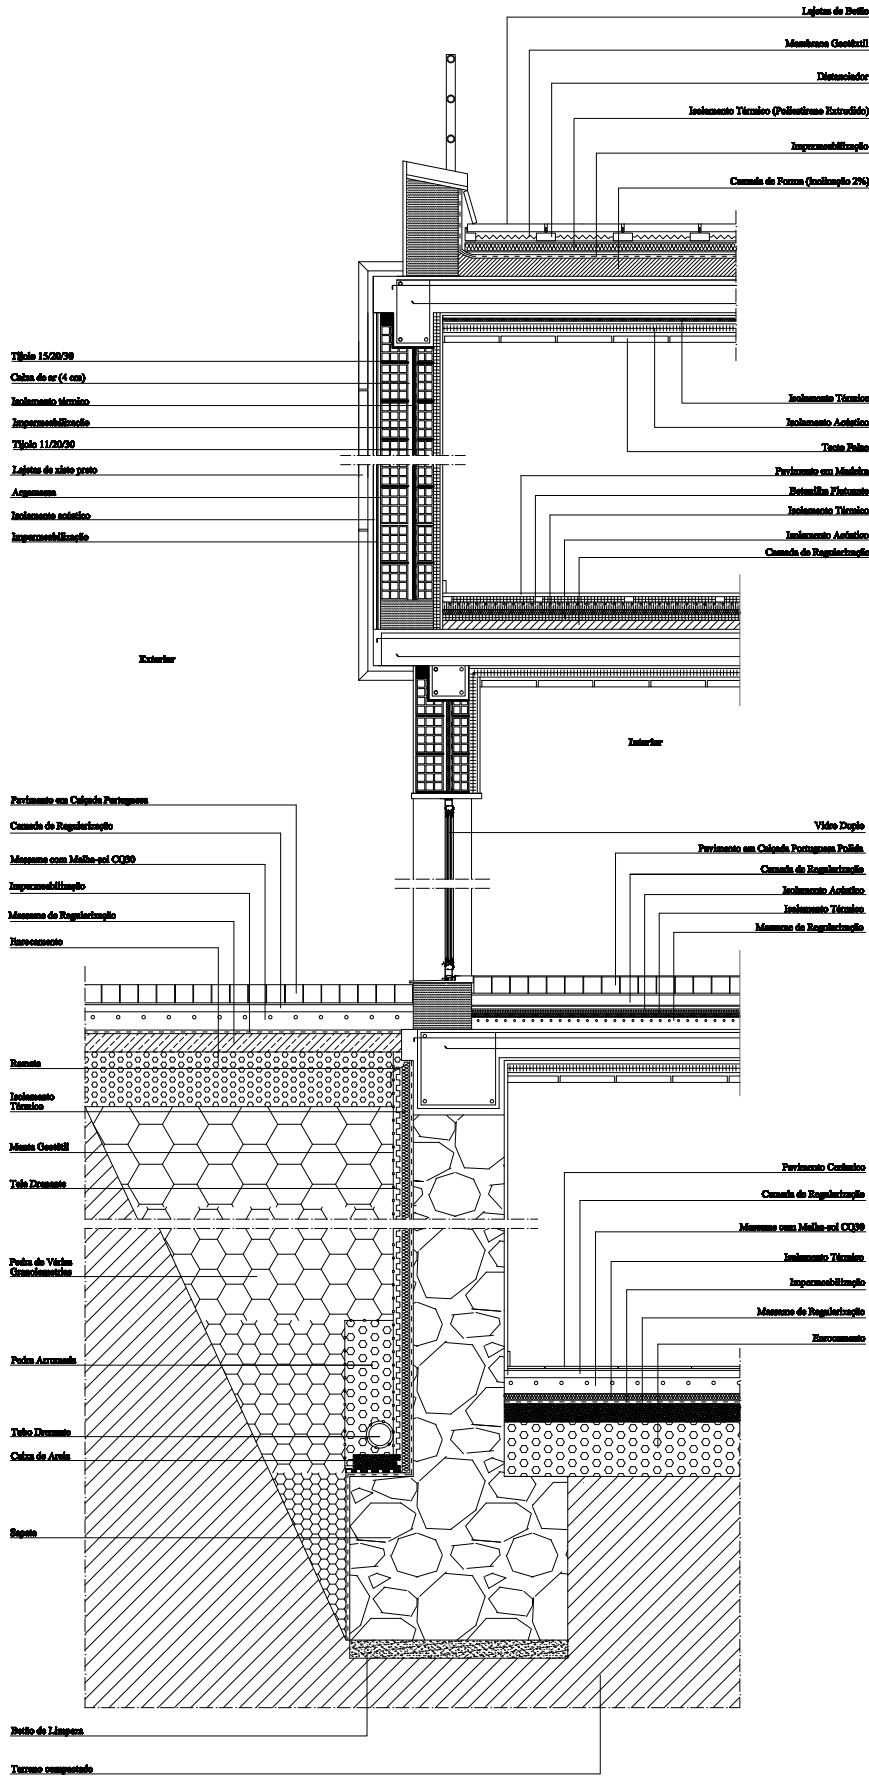 Lajetas de Betão
Membrana Geotêxtil
Distanciador
Isolamento Térmico (Poliestireno Extrudido)
Impermeabilização
Camada de Forma (inclinação 2%)
Tijolo 15/20/30
Caixa de ar (4 cm)
Isolamento térmico
Impermeabilização
Tijolo 11/20/30
Lajetas de xisto preto
Argamassa
Isolamento acústico
Impermeabilização
Isolamento Térmico
Isolamento Acústico
Tecto Falso
Pavimento em Madeira
Betonilha Flutuante
Isolamento Térmico
Isolamento Acústico
Camada de Regularização
Exterior
Interior
Pavimento em Calçada Portuguesa
Camada de Regularização
Massame com Malha-sol CQ30
Impermeabilização
Massame de Regularização
Enrocamento
Vidro Duplo
Pavimento em Calçada Portuguesa Polida
Camada de Regularização
Isolamento Acústico
Isolamento Térmico
Massame de Regularização
Remate
Isolamento
Térmico
Manta Geotêtil
Tela Drenante
Pedra de Várias
Granolometrias
Pedra Arrumada
Tubo Drenante
Caixa de Areia
Sapata
Pavimento Cerâmico
Camada de Regularização
Massame com Malha-sol CQ30
Isolamento Térmico
Impermeabilização
Massame de Regularização
Enrocamento
Betão de Limpeza
Terreno compactado